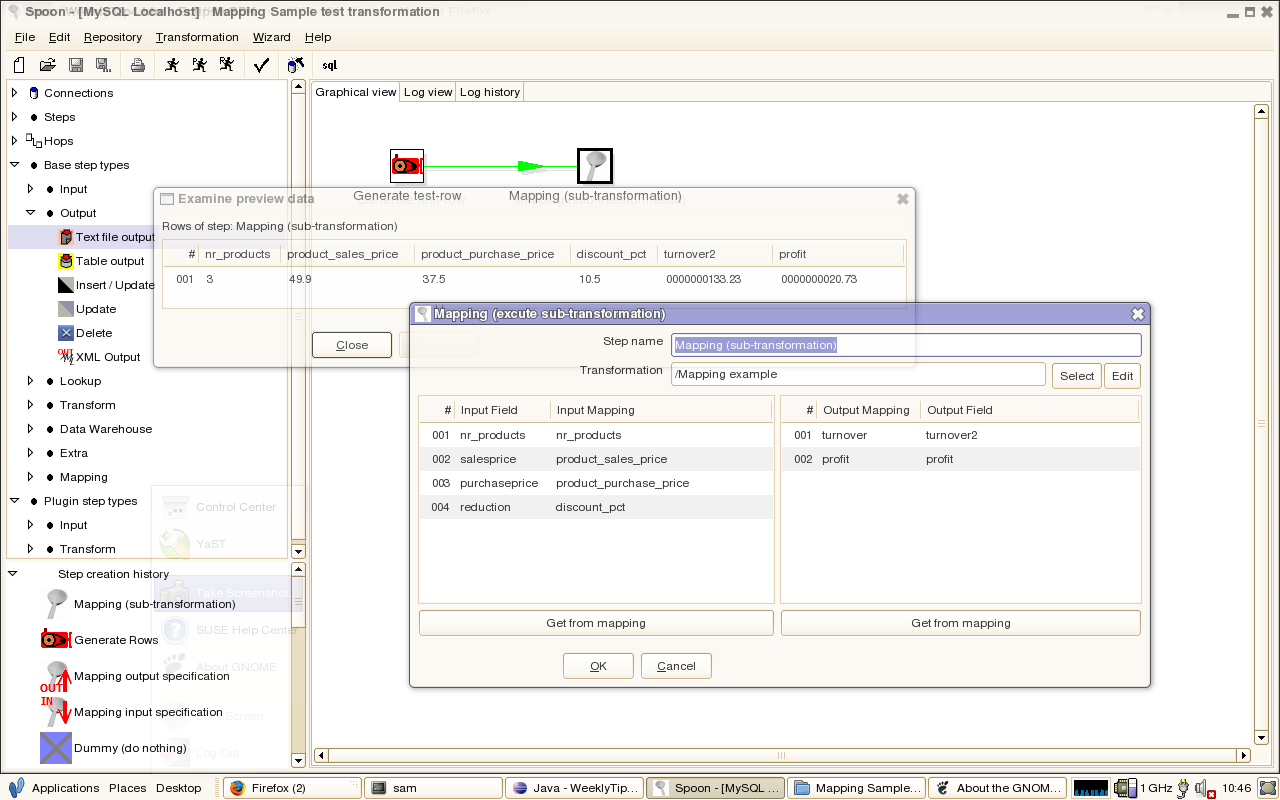 Spoon - [MySQL Localhost] Mapping Sample test transformation
File Edit Repository Transformation Wizard Help
sql
Connections
Steps
Hops
Base step types
Input
Output
Text file output
Table output
Insert / Update
Update
Delete
XML Output
Lookup
Transform
Data Warehouse
Extra
Mapping
Plugin step types
Input
Transform
Step creation history
Mapping (sub-transformation)
Generate Rows
Mapping output specification
OUT
IN
Mapping input specification
Dummy (do nothing)
Control Center
YaST
Take Screenshot
SUSE Help Center
About GNOME
Screen
Log Out
Graphical view Log view Log history
Generate test-row Mapping (sub-transformation)
Examine preview data
Rows of step: Mapping (sub-transformation)
# nr_products product_sales_price product_purchase_price discount_pct turnover2 profit
001 3 49.9 37.5 10.5 0000000133.23 0000000020.73
Close
Mapping (excute sub-transformation)
Step name Mapping (sub-transformation)
Transformation /Mapping example Select Edit
# Input Field Input Mapping
001 nr_products nr_products
002 salesprice product_sales_price
003 purchaseprice product_purchase_price
004 reduction discount_pct
Get from mapping
# Output Mapping Output Field
001 turnover turnover2
002 profit profit
Get from mapping
OK Cancel
Applications Places Desktop Firefox (2) sam Java - WeeklyTip... Spoon - [MySQL ... Mapping Sample... About the GNOM... 1 GHz 10:46